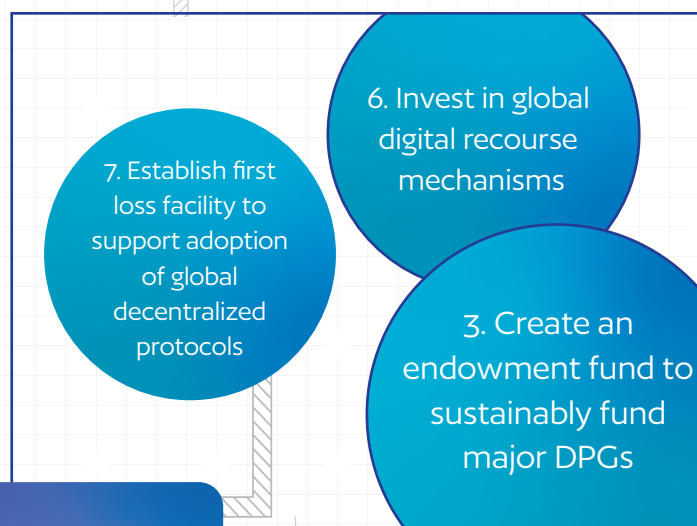 6. Invest in global
digital recourse
mechanisms
7. Establish first
loss facility to
support adoption
of global
decentralized
protocols
3. Create an
endowment fund to
sustainably fund
major DPGs